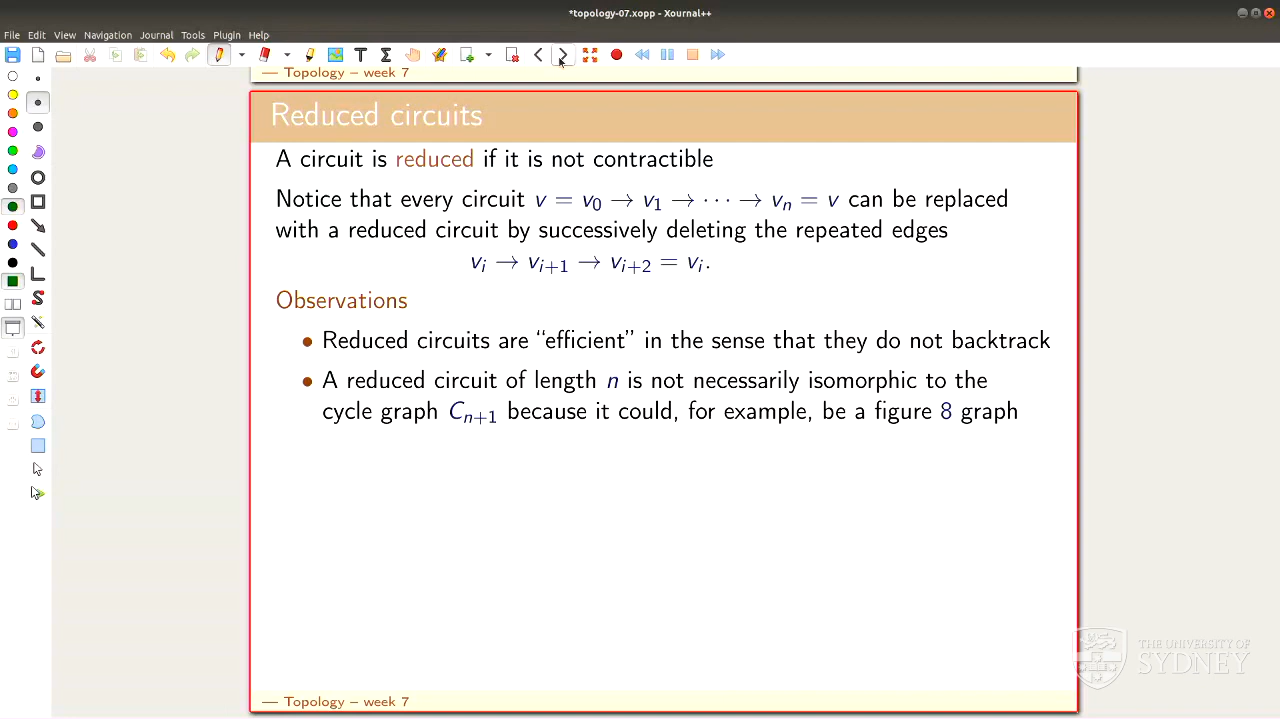 *topology-07.xopp - Xournal++
File Edit View Navigation Journal Tools Plugin Help
— Topology – week 7
Reduced circuits
A circuit is reduced if it is not contractible
Notice that every circuit v = v₀ → v₁ → ··· → vₙ = v can be replaced
with a reduced circuit by successively deleting the repeated edges
vᵢ → vᵢ₊₁ → vᵢ₊₂ = vᵢ.
Observations
• Reduced circuits are “efficient” in the sense that they do not backtrack
• A reduced circuit of length n is not necessarily isomorphic to the
cycle graph Cₙ₊₁ because it could, for example, be a figure 8 graph
THE UNIVERSITY OF
SYDNEY
— Topology – week 7